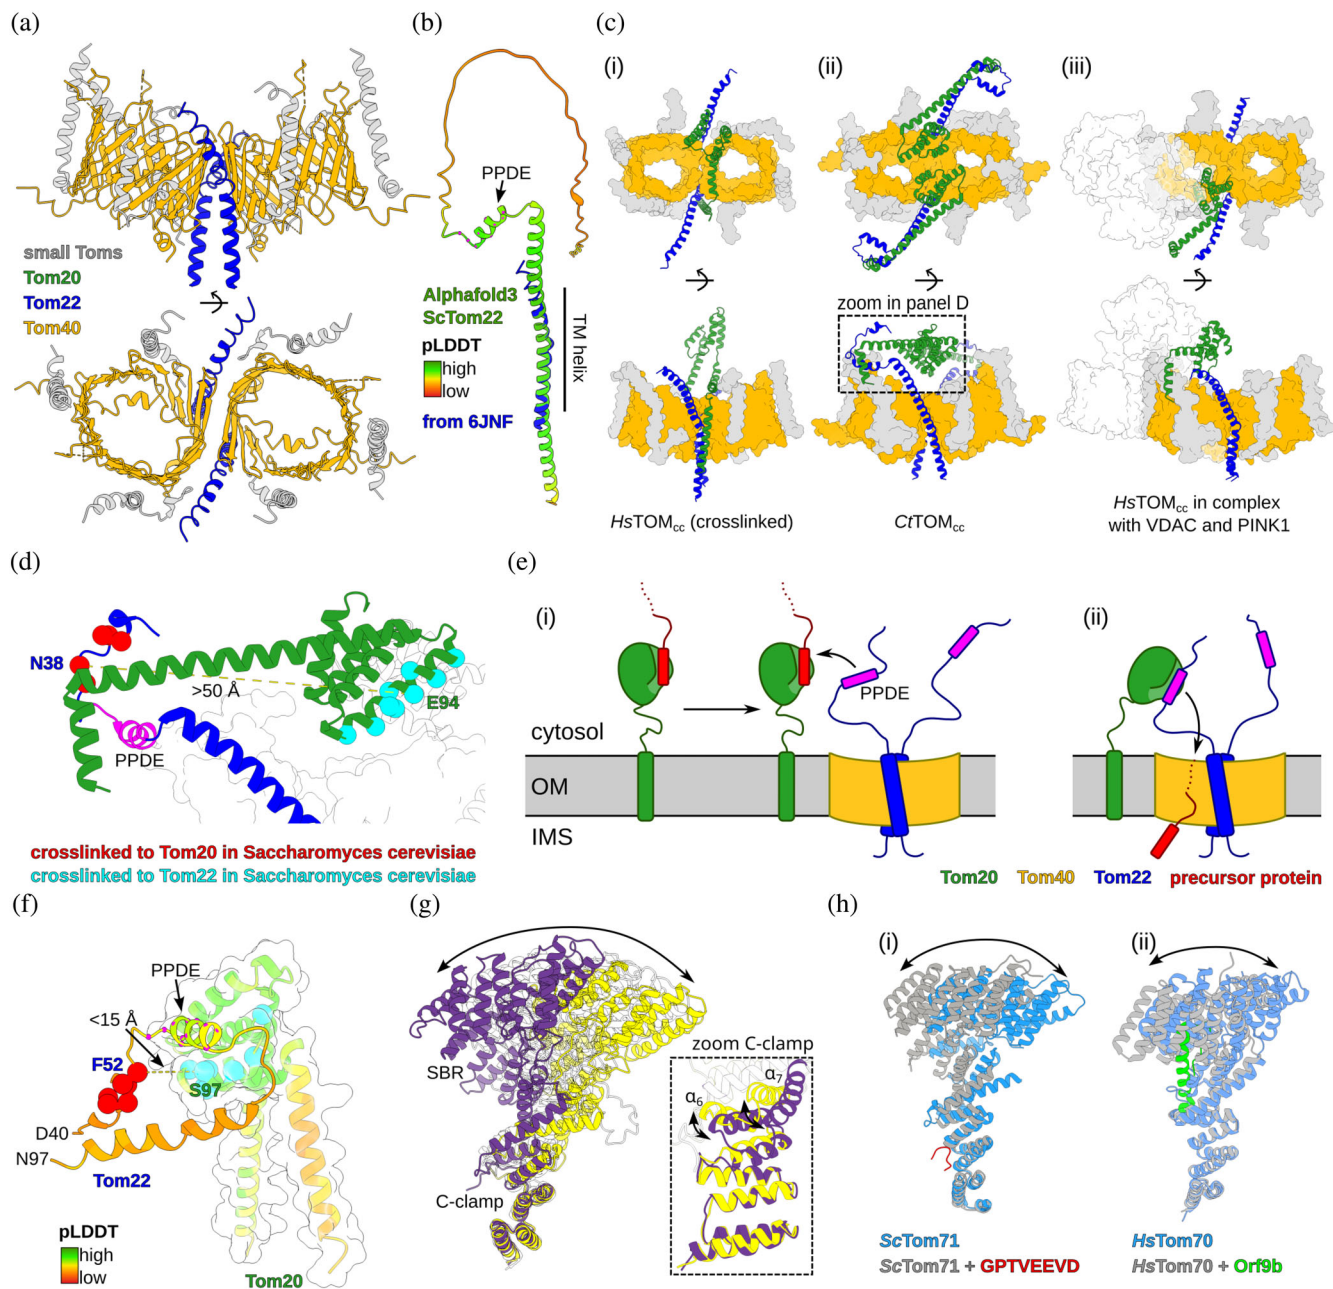 (a)
small Toms
Tom20
Tom22
Tom40
(b)
PPDE
Alphafold3
ScTom22
pLDDT
high
low
TM helix
from 6JNF
(c)
(i)
(ii)
(iii)
zoom in panel D
HsTOMcc (crosslinked)
CtTOMcc
HsTOMcc in complex
with VDAC and PINK1
(d)
N38
>50 Å
E94
PPDE
crosslinked to Tom20 in Saccharomyces cerevisiae
crosslinked to Tom22 in Saccharomyces cerevisiae
(e)
(i)
(ii)
PPDE
cytosol
OM
IMS
Tom20 Tom40 Tom22 precursor protein
(f)
PPDE
<15 Å
F52
S97
D40
N97
Tom22
pLDDT
high
low
Tom20
(g)
SBR
zoom C-clamp
α7
α6
C-clamp
(h)
(i)
(ii)
ScTom71
ScTom71 + GPTVEEVD
HsTom70
HsTom70 + Orf9b